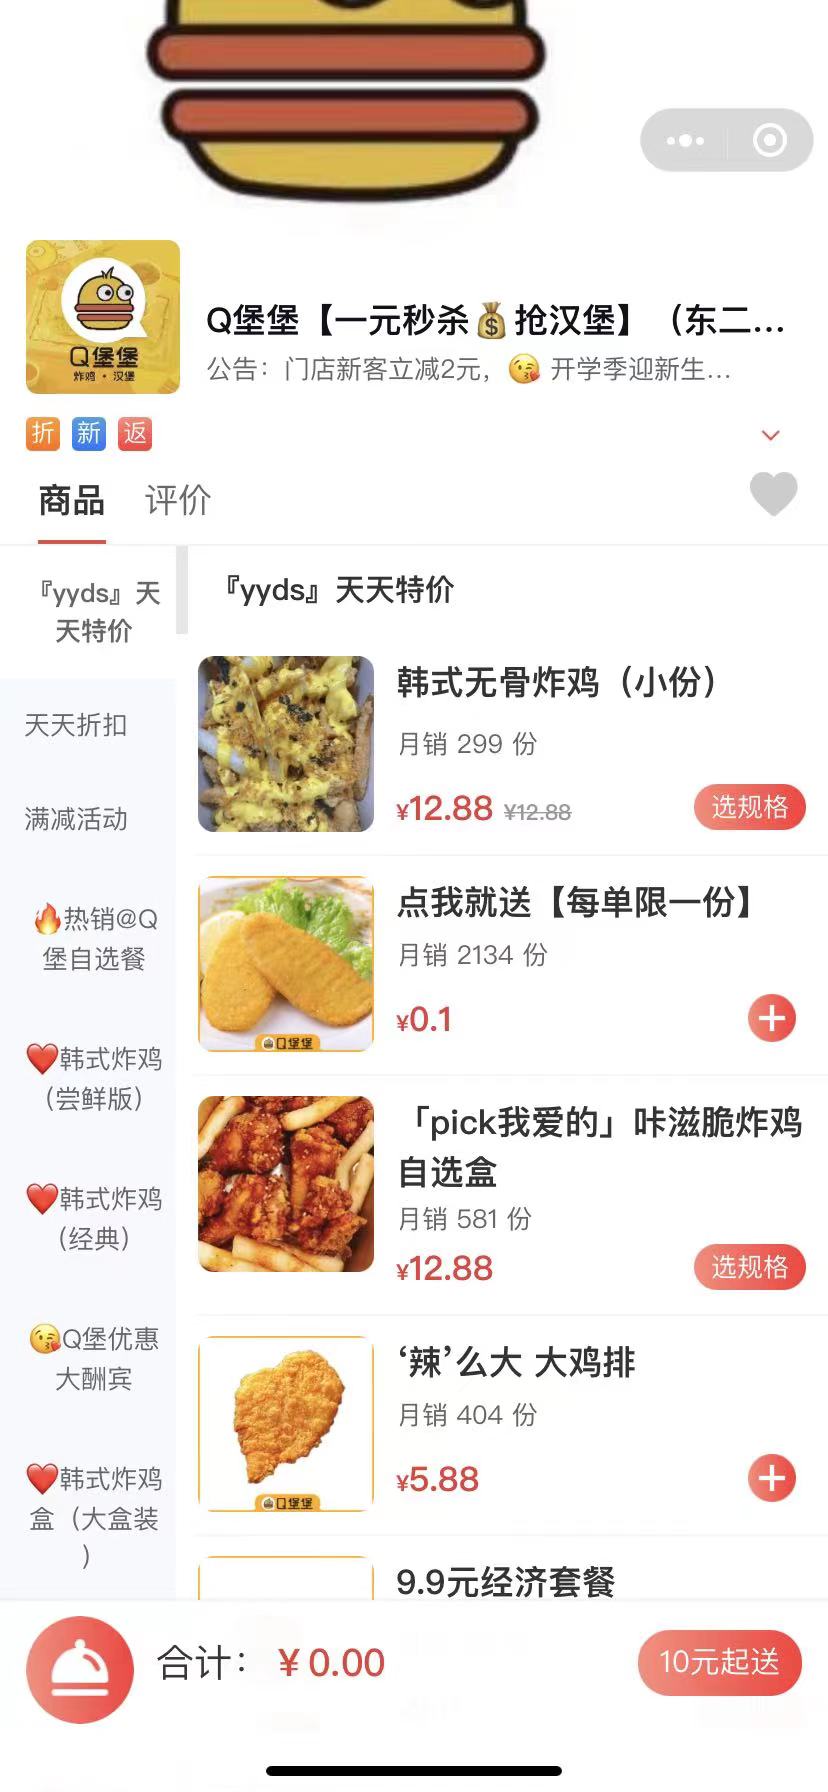 Q堡堡
炸鸡·汉堡
Q堡堡【一元秒杀💰抢汉堡】（东二...
公告：门店新客立减2元，😘 开学季迎新生...
折 新 返
商品 评价
『yyds』天
天特价
天天折扣
满减活动
🔥热销@Q
堡自选餐
❤️韩式炸鸡
（尝鲜版）
❤️韩式炸鸡
（经典）
😘Q堡优惠
大酬宾
❤️韩式炸鸡
盒（大盒装
）
『yyds』天天特价
韩式无骨炸鸡（小份）
月销 299 份
¥12.88 ¥12.88 选规格
点我就送【每单限一份】
月销 2134 份
¥0.1
Q堡堡
「pick我爱的」咔滋脆炸鸡
自选盒
月销 581 份
¥12.88 选规格
‘辣’么大 大鸡排
月销 404 份
¥5.88
Q堡堡
9.9元经济套餐
合计： ¥0.00 10元起送